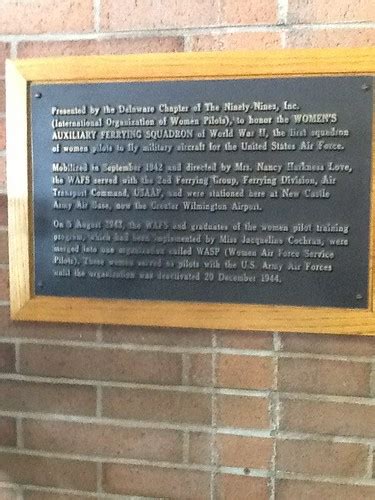 Presented by the Delaware Chapter of The Ninety-Nines, Inc.
(International Organization of Women Pilots), to honor the WOMEN'S
AUXILIARY FERRYING SQUADRON of World War II, the first squadron
of women pilots to fly military aircraft for the United States Air Force.
Mobilized in September 1942 and directed by Mrs. Nancy Harkness Love,
the WAFS served with the 2nd Ferrying Group, Ferrying Division, Air
Transport Command, USAAF, and were stationed here at New Castle
Army Air Base, now the Greater Wilmington Airport.
On 5 August 1943, the WAFS and graduates of the women pilot training
program, which had been implemented by Miss Jacqueline Cochran, were
merged into one organization called WASP (Women Air Force Service
Pilots). These women served as pilots with the U.S. Army Air Forces
until the organization was deactivated 20 December 1944.